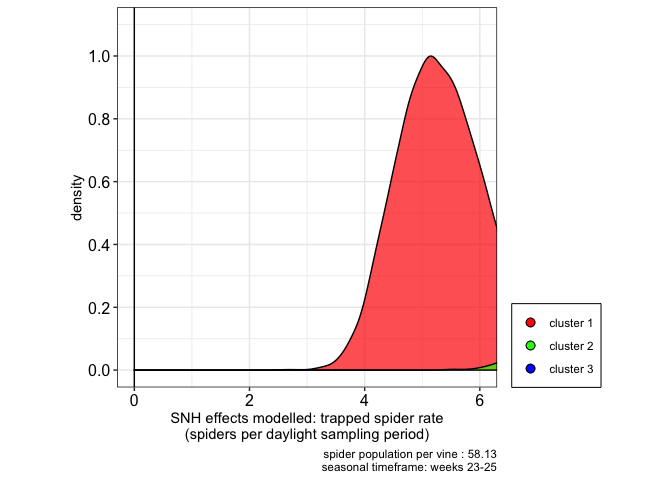 1.0
0.8
0.6
0.4
0.2
0.0
density
0 2 4 6
SNH effects modelled: trapped spider rate
(spiders per daylight sampling period)
cluster 1
cluster 2
cluster 3
spider population per vine : 58.13
seasonal timeframe: weeks 23-25